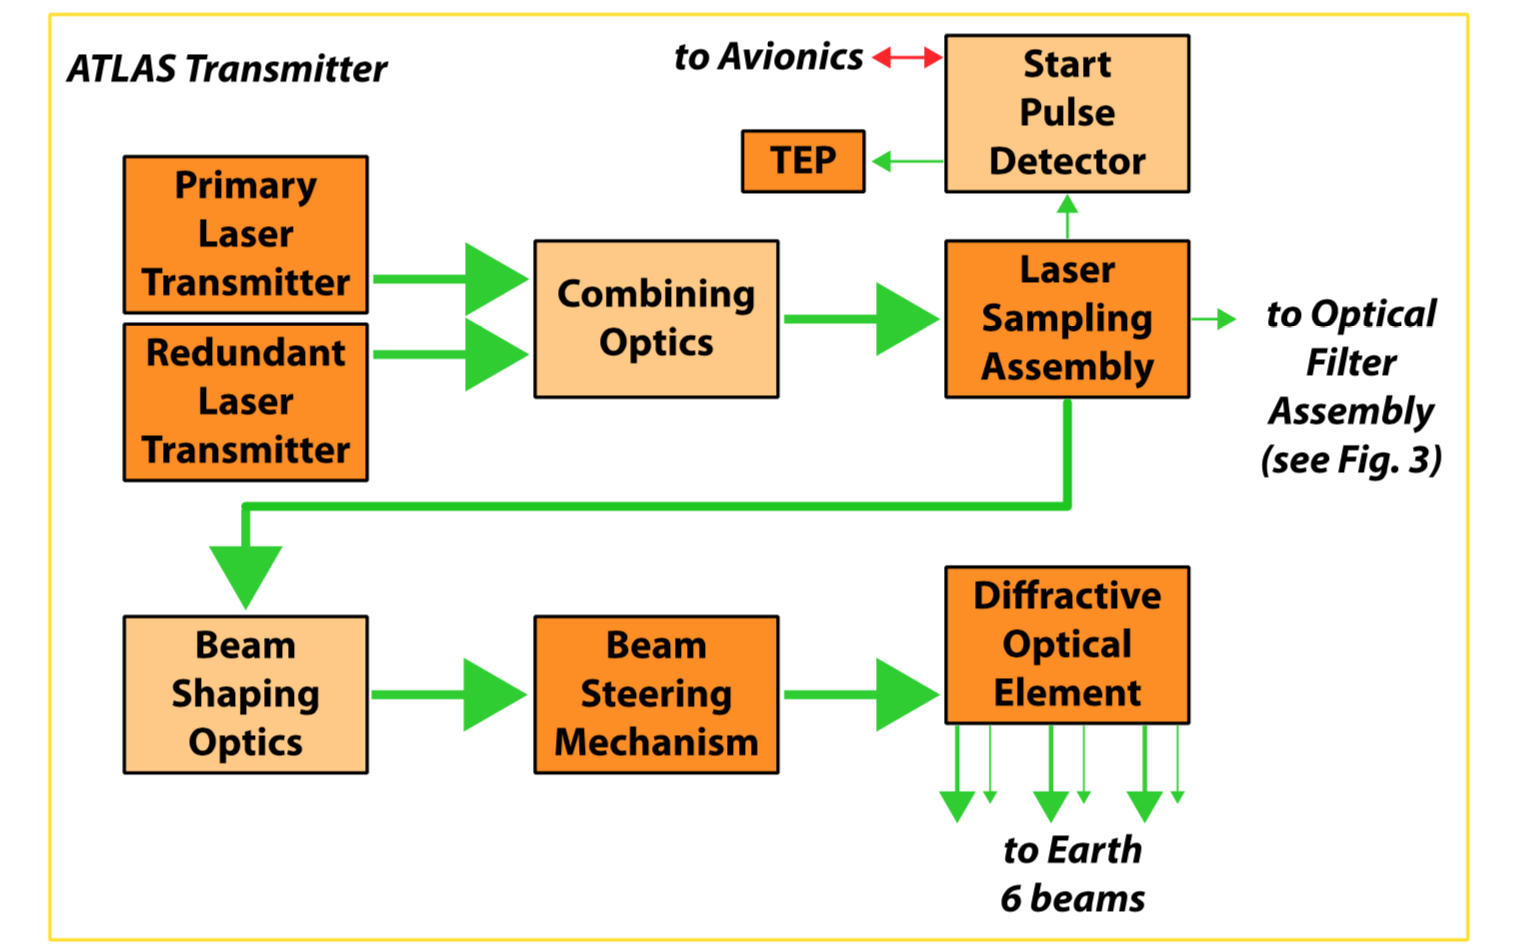 ATLAS Transmitter
to Avionics
Start
Pulse
Detector
TEP
Primary
Laser
Transmitter
Redundant
Laser
Transmitter
Combining
Optics
Laser
Sampling
Assembly
to Optical
Filter
Assembly
(see Fig. 3)
Beam
Shaping
Optics
Beam
Steering
Mechanism
Diffractive
Optical
Element
to Earth
6 beams